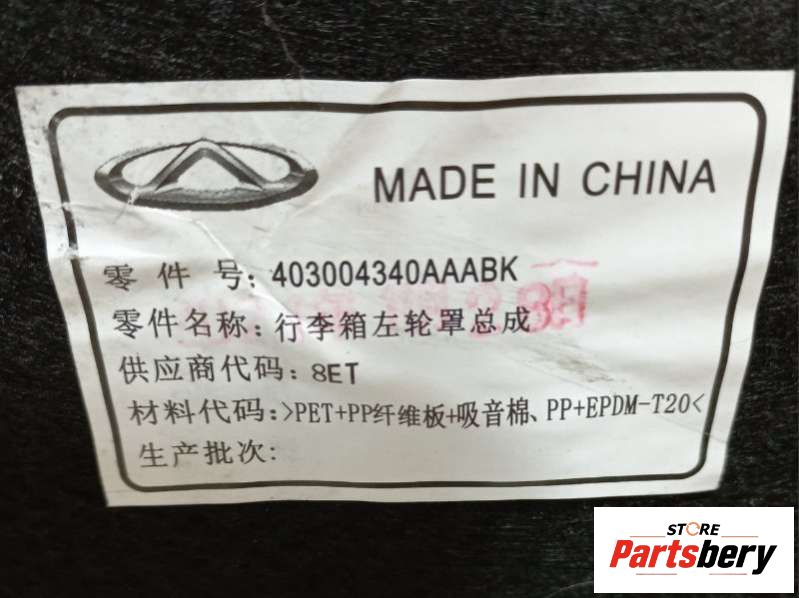 MADE IN CHINA
零件号: 403004340AAABK
零件名称: 行李箱左轮罩总成
供应商代码: 8ET
材料代码:>PET+PP纤维板+吸音棉、PP+EPDM-T20<
生产批次:
STORE
Partsbery